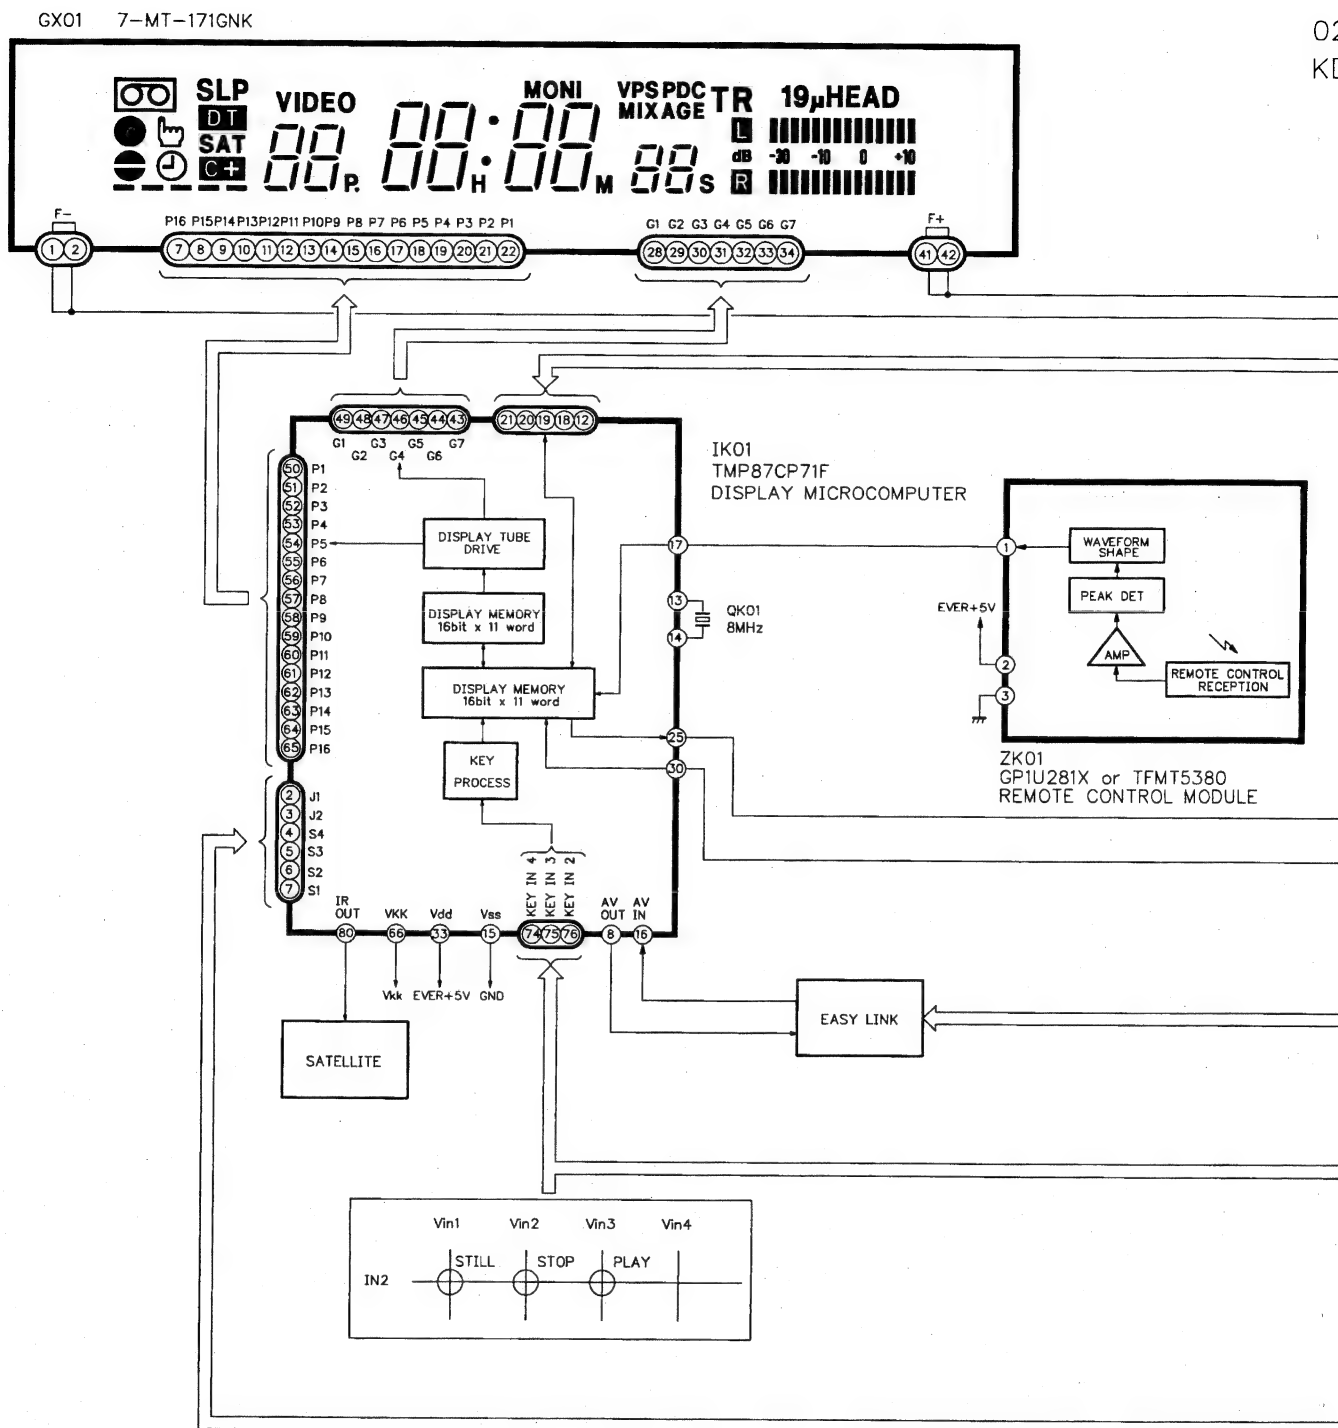 GX01 7-MT-171GNK
02
KD
SLP
DT
SAT
C+
VIDEO
MONI
VPS PDC
MIXAGE
TR
19µHEAD
L
dB -30 -10 0 +10
R
88 P.
88:88
H
M
88 S
F-
P16 P15 P14 P13 P12 P11 P10 P9 P8 P7 P6 P5 P4 P3 P2 P1
G1 G2 G3 G4 G5 G6 G7
F+
1 2
7 8 9 10 11 12 13 14 15 16 17 18 19 20 21 22
28 29 30 31 32 33 34
41 42
49 48 47 46 45 44 43
21 20 19 18 12
G1 G2 G3 G4 G5 G6 G7
IK01
TMP87CP71F
DISPLAY MICROCOMPUTER
50 P1
51 P2
52 P3
53 P4
54 P5
55 P6
56 P7
57 P8
58 P9
59 P10
60 P11
61 P12
62 P13
63 P14
64 P15
65 P16
DISPLAY TUBE
DRIVE
DISPLAY MEMORY
16bit x 11 word
DISPLAY MEMORY
16bit x 11 word
KEY
PROCESS
17
13
14
QK01
8MHz
25
30
1
WAVEFORM
SHAPE
PEAK DET
AMP
REMOTE CONTROL
RECEPTION
EVER+5V
2
3
ZK01
GP1U281X or TFMT5380
REMOTE CONTROL MODULE
2 J1
3 J2
4 S4
5 S3
6 S2
7 S1
IR
OUT
VKK
Vdd
Vss
KEY IN 4
KEY IN 3
KEY IN 2
AV
OUT
AV
IN
80 66 33 15 74 75 76 8 16
Vkk EVER+5V GND
SATELLITE
EASY LINK
Vin1 Vin2 Vin3 Vin4
STILL STOP PLAY
IN2